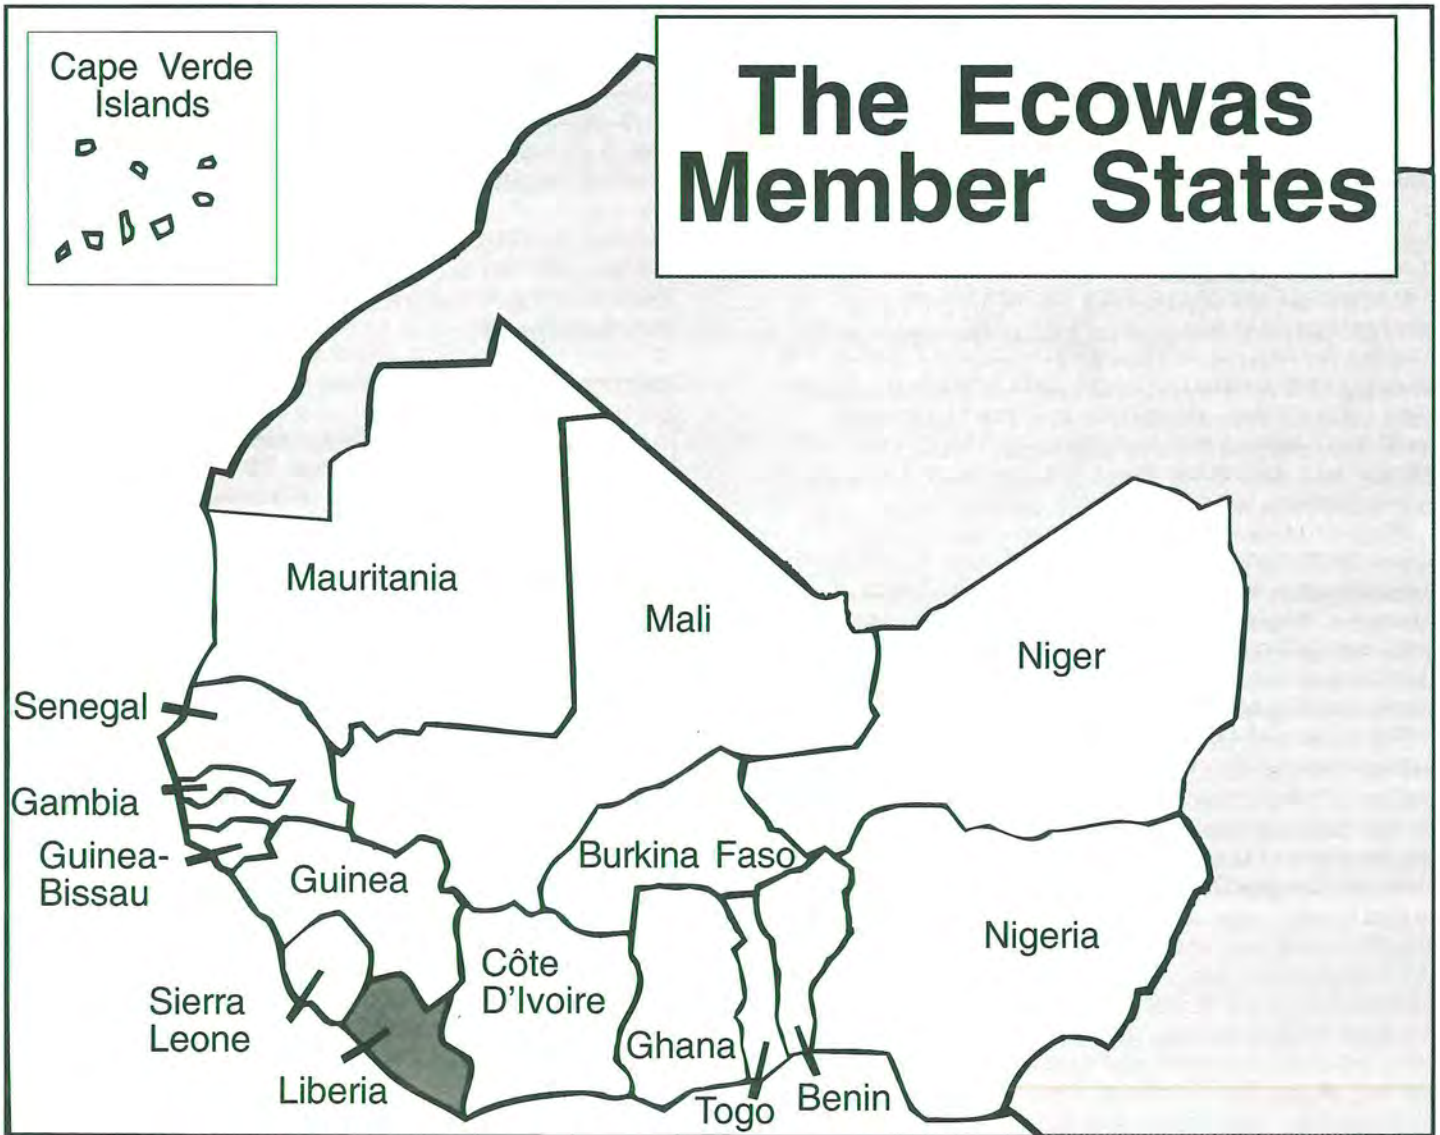 Cape Verde
Islands
The Ecowas
Member States
Mauritania
Mali
Niger
Senegal
Gambia
Guinea-
Bissau
Guinea
Burkina Faso
Nigeria
Côte
D'Ivoire
Sierra
Leone
Ghana
Liberia
Togo
Benin